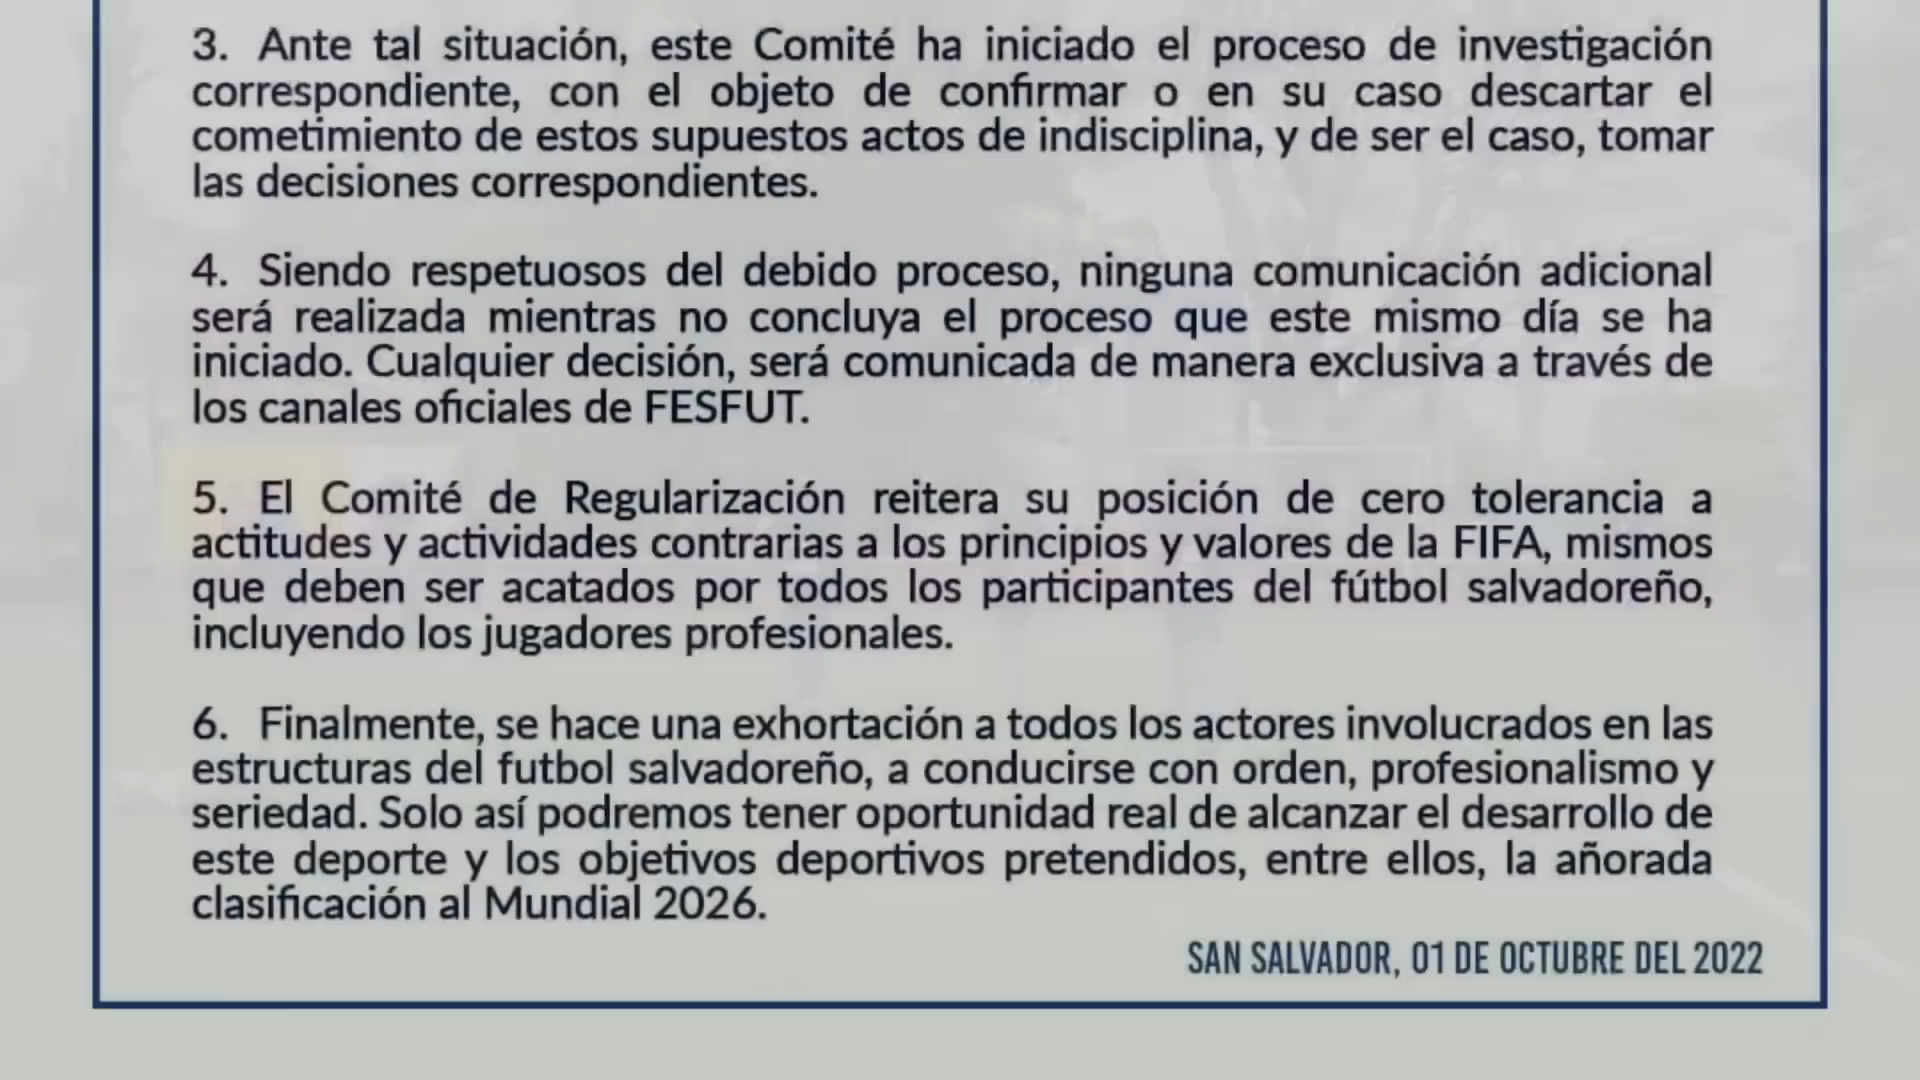 3. Ante tal situación, este Comité ha iniciado el proceso de investigación
correspondiente, con el objeto de confirmar o en su caso descartar el
cometimiento de estos supuestos actos de indisciplina, y de ser el caso, tomar
las decisiones correspondientes.
4. Siendo respetuosos del debido proceso, ninguna comunicación adicional
será realizada mientras no concluya el proceso que este mismo día se ha
iniciado. Cualquier decisión, será comunicada de manera exclusiva a través de
los canales oficiales de FESFUT.
5. El Comité de Regularización reitera su posición de cero tolerancia a
actitudes y actividades contrarias a los principios y valores de la FIFA, mismos
que deben ser acatados por todos los participantes del fútbol salvadoreño,
incluyendo los jugadores profesionales.
6. Finalmente, se hace una exhortación a todos los actores involucrados en las
estructuras del futbol salvadoreño, a conducirse con orden, profesionalismo y
seriedad. Solo así podremos tener oportunidad real de alcanzar el desarrollo de
este deporte y los objetivos deportivos pretendidos, entre ellos, la añorada
clasificación al Mundial 2026.
SAN SALVADOR, 01 DE OCTUBRE DEL 2022